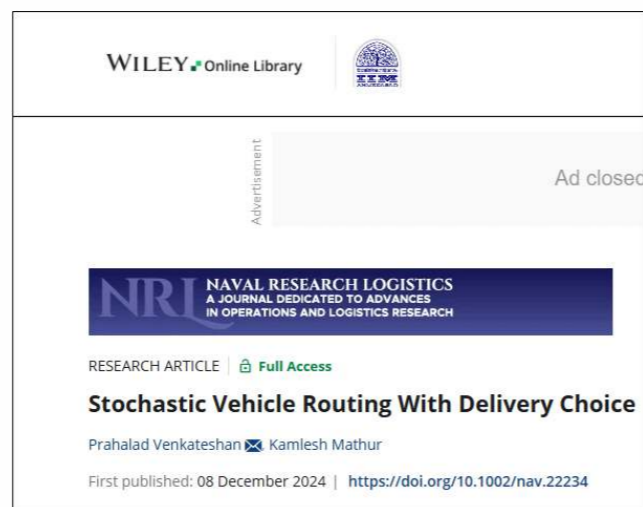 WILEY Online Library
IIM
Advertisement
Ad closed
NRL
NAVAL RESEARCH LOGISTICS
A JOURNAL DEDICATED TO ADVANCES
IN OPERATIONS AND LOGISTICS RESEARCH
RESEARCH ARTICLE | Full Access
Stochastic Vehicle Routing With Delivery Choice
Prahalad Venkateshan, Kamlesh Mathur
First published: 08 December 2024 | https://doi.org/10.1002/nav.22234